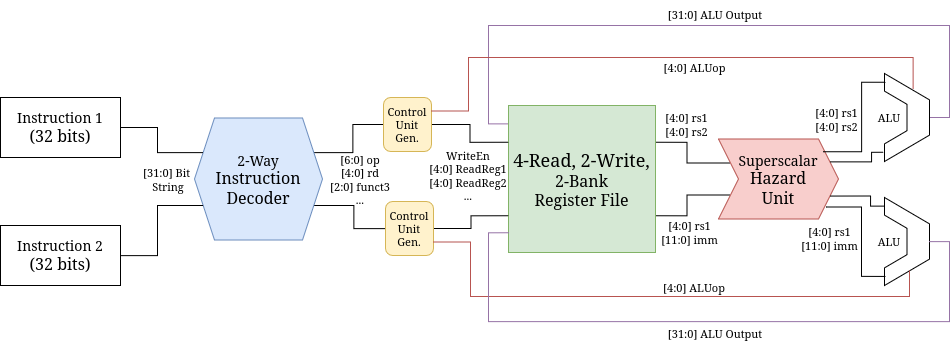 [31:0] ALU Output
[4:0] ALUop
Instruction 1
(32 bits)
Control
Unit
Gen.
[4:0] rs1
[4:0] rs2
[4:0] rs1
[4:0] rs2
ALU
2-Way
Instruction
Decoder
[31:0] Bit
String
[6:0] op
[4:0] rd
[2:0] funct3
...
WriteEn
[4:0] ReadReg1
[4:0] ReadReg2
...
4-Read, 2-Write,
2-Bank
Register File
Superscalar
Hazard
Unit
Instruction 2
(32 bits)
Control
Unit
Gen.
[4:0] rs1
[11:0] imm
[4:0] rs1
[11:0] imm
ALU
[4:0] ALUop
[31:0] ALU Output